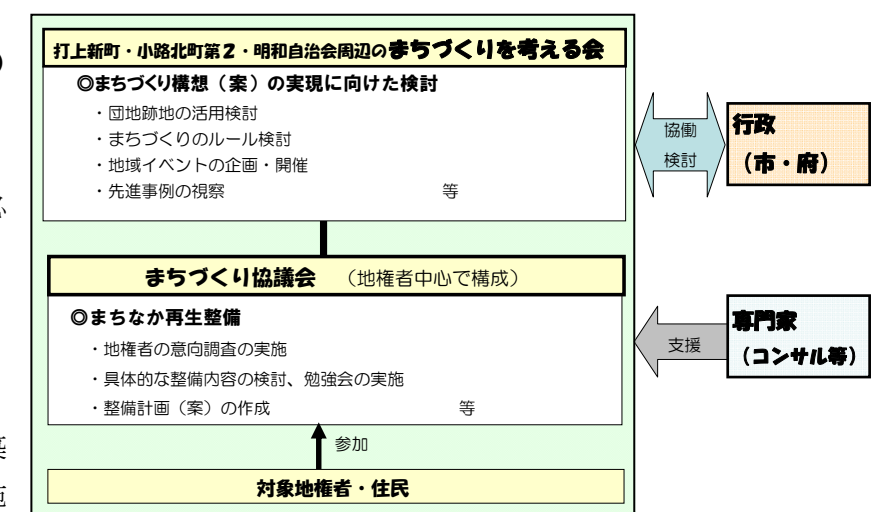 打上新町・小路北町第2・明和自治会周辺のまちづくりを考える会
◎まちづくり構想（案）の実現に向けた検討
・団地跡地の活用検討
・まちづくりのルール検討
・地域イベントの企画・開催
・先進事例の視察　等
協働
検討
行政
（市・府）
まちづくり協議会　（地権者中心で構成）
◎まちなか再生整備
・地権者の意向調査の実施
・具体的な整備内容の検討、勉強会の実施
・整備計画（案）の作成　等
支援
専門家
（コンサル等）
参加
対象地権者・住民